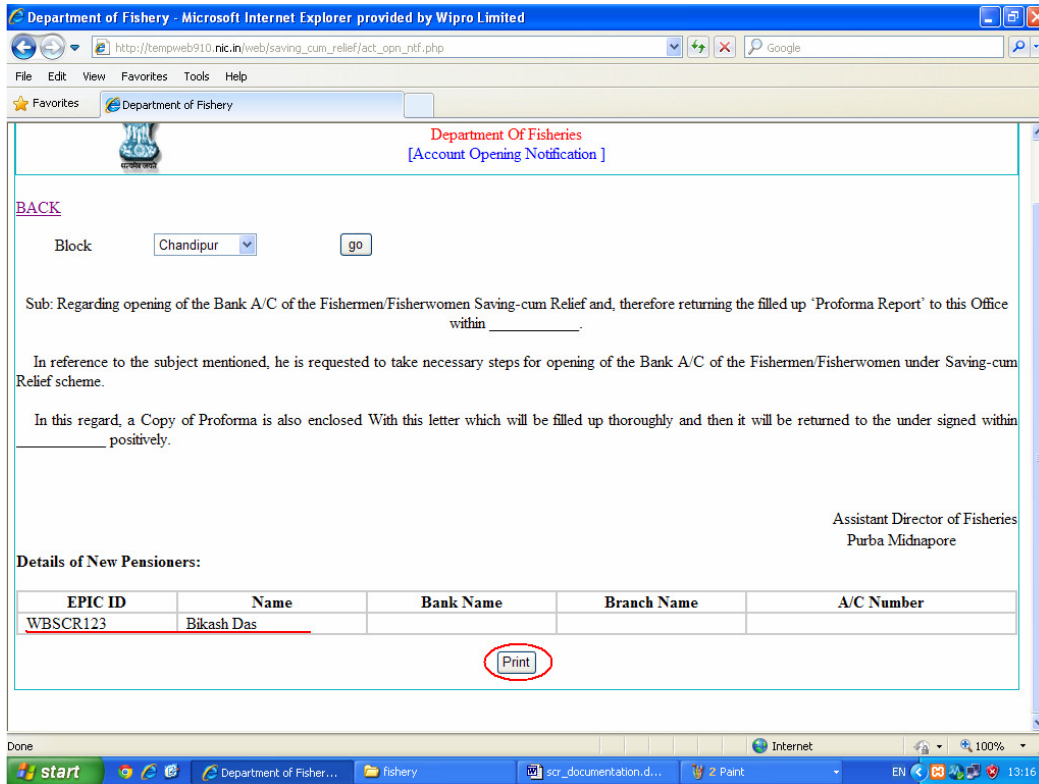 Department of Fishery - Microsoft Internet Explorer provided by Wipro Limited
http://tempweb910.nic.in/web/saving_cum_relief/act_opn_ntf.php
Google
File Edit View Favorites Tools Help
Favorites
Department of Fishery
Department Of Fisheries
[Account Opening Notification ]
सत्यमेव जयते
BACK
Block Chandipur go
Sub: Regarding opening of the Bank A/C of the Fishermen/Fisherwomen Saving-cum Relief and, therefore returning the filled up ‘Proforma Report’ to this Office
within ____________.
In reference to the subject mentioned, he is requested to take necessary steps for opening of the Bank A/C of the Fishermen/Fisherwomen under Saving-cum
Relief scheme.
In this regard, a Copy of Proforma is also enclosed With this letter which will be filled up thoroughly and then it will be returned to the under signed within
____________ positively.
Assistant Director of Fisheries
Purba Midnapore
Details of New Pensioners:
EPIC ID Name Bank Name Branch Name A/C Number
WBSCR123 Bikash Das
Print
Done Internet 100%
start Department of Fisher... fishery scr_documentation.d... 2 Paint EN 13:16